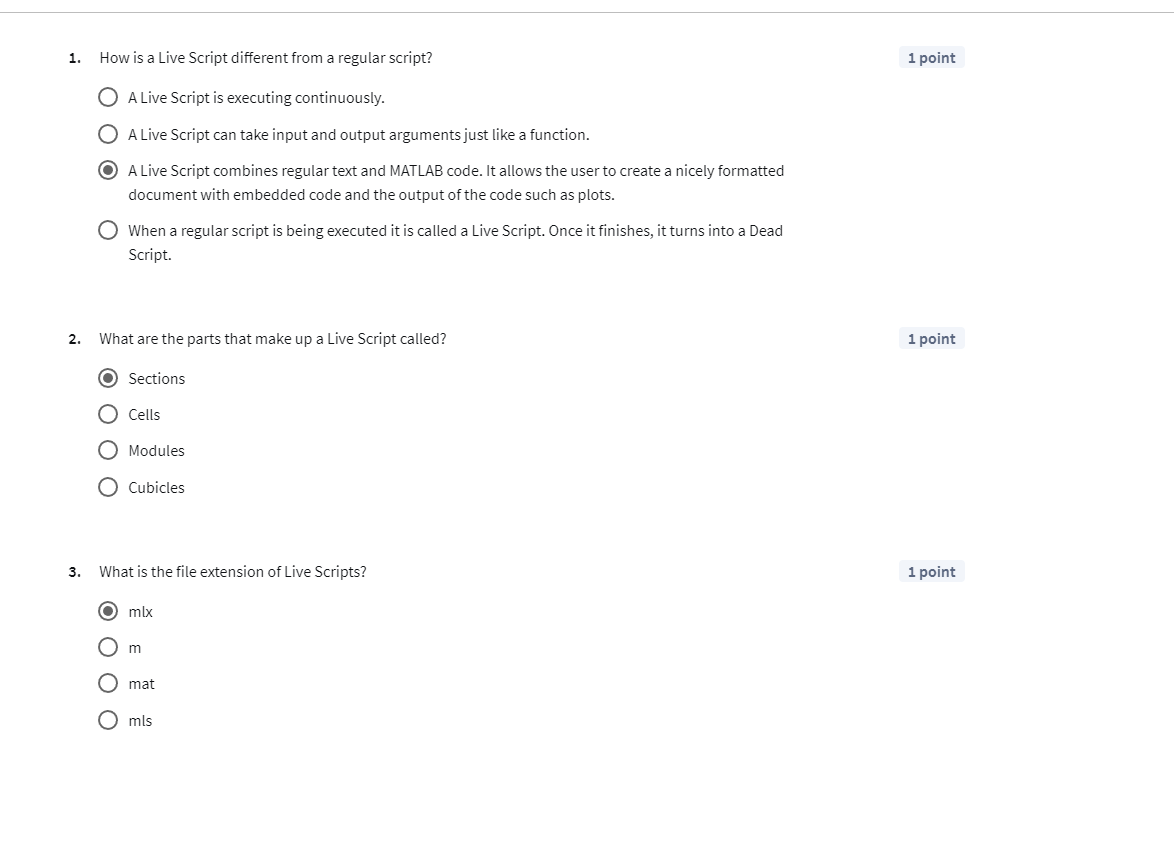 1. How is a Live Script different from a regular script? 1 point
A Live Script is executing continuously.
A Live Script can take input and output arguments just like a function.
A Live Script combines regular text and MATLAB code. It allows the user to create a nicely formatted
document with embedded code and the output of the code such as plots.
When a regular script is being executed it is called a Live Script. Once it finishes, it turns into a Dead
Script.
2. What are the parts that make up a Live Script called? 1 point
Sections
Cells
Modules
Cubicles
3. What is the file extension of Live Scripts? 1 point
mlx
m
mat
mls